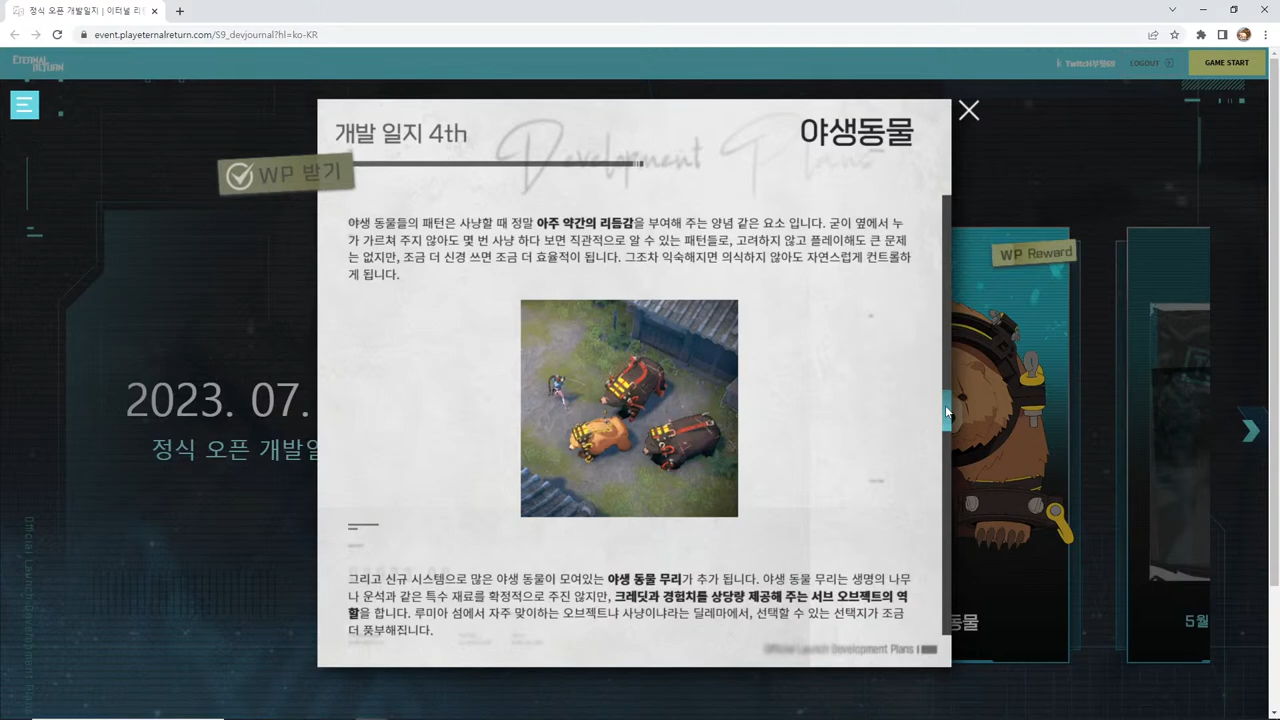 정식 오픈 개발일지 | 이터널 리
event.playeternalreturn.com/S9_devjournal?hl=ko-KR
ETERNAL RETURN
LOGOUT
GAME START
개발 일지 4th
Development Plans
야생동물
WP 받기
야생 동물들의 패턴은 사냥할 때 정말 아주 약간의 리듬감을 부여해 주는 양념 같은 요소 입니다. 굳이 옆에서 누
가 가르쳐 주지 않아도 몇 번 사냥 하다 보면 직관적으로 알 수 있는 패턴들로, 고려하지 않고 플레이해도 큰 문제
는 없지만, 조금 더 신경 쓰면 조금 더 효율적이 됩니다. 그조차 익숙해지면 의식하지 않아도 자연스럽게 컨트롤하
게 됩니다.
WP Reward
2023. 07.
정식 오픈 개발일
그리고 신규 시스템으로 많은 야생 동물이 모여있는 야생 동물 무리가 추가 됩니다. 야생 동물 무리는 생명의 나무
나 운석과 같은 특수 재료를 확정적으로 주진 않지만, 크레딧과 경험치를 상당량 제공해 주는 서브 오브젝트의 역
할을 합니다. 루미아 섬에서 자주 맞이하는 오브젝트냐 사냥이냐라는 딜레마에서, 선택할 수 있는 선택지가 조금
더 풍부해집니다.
동물
5월
Official Launch Development Plans
Official Launch Development Plans